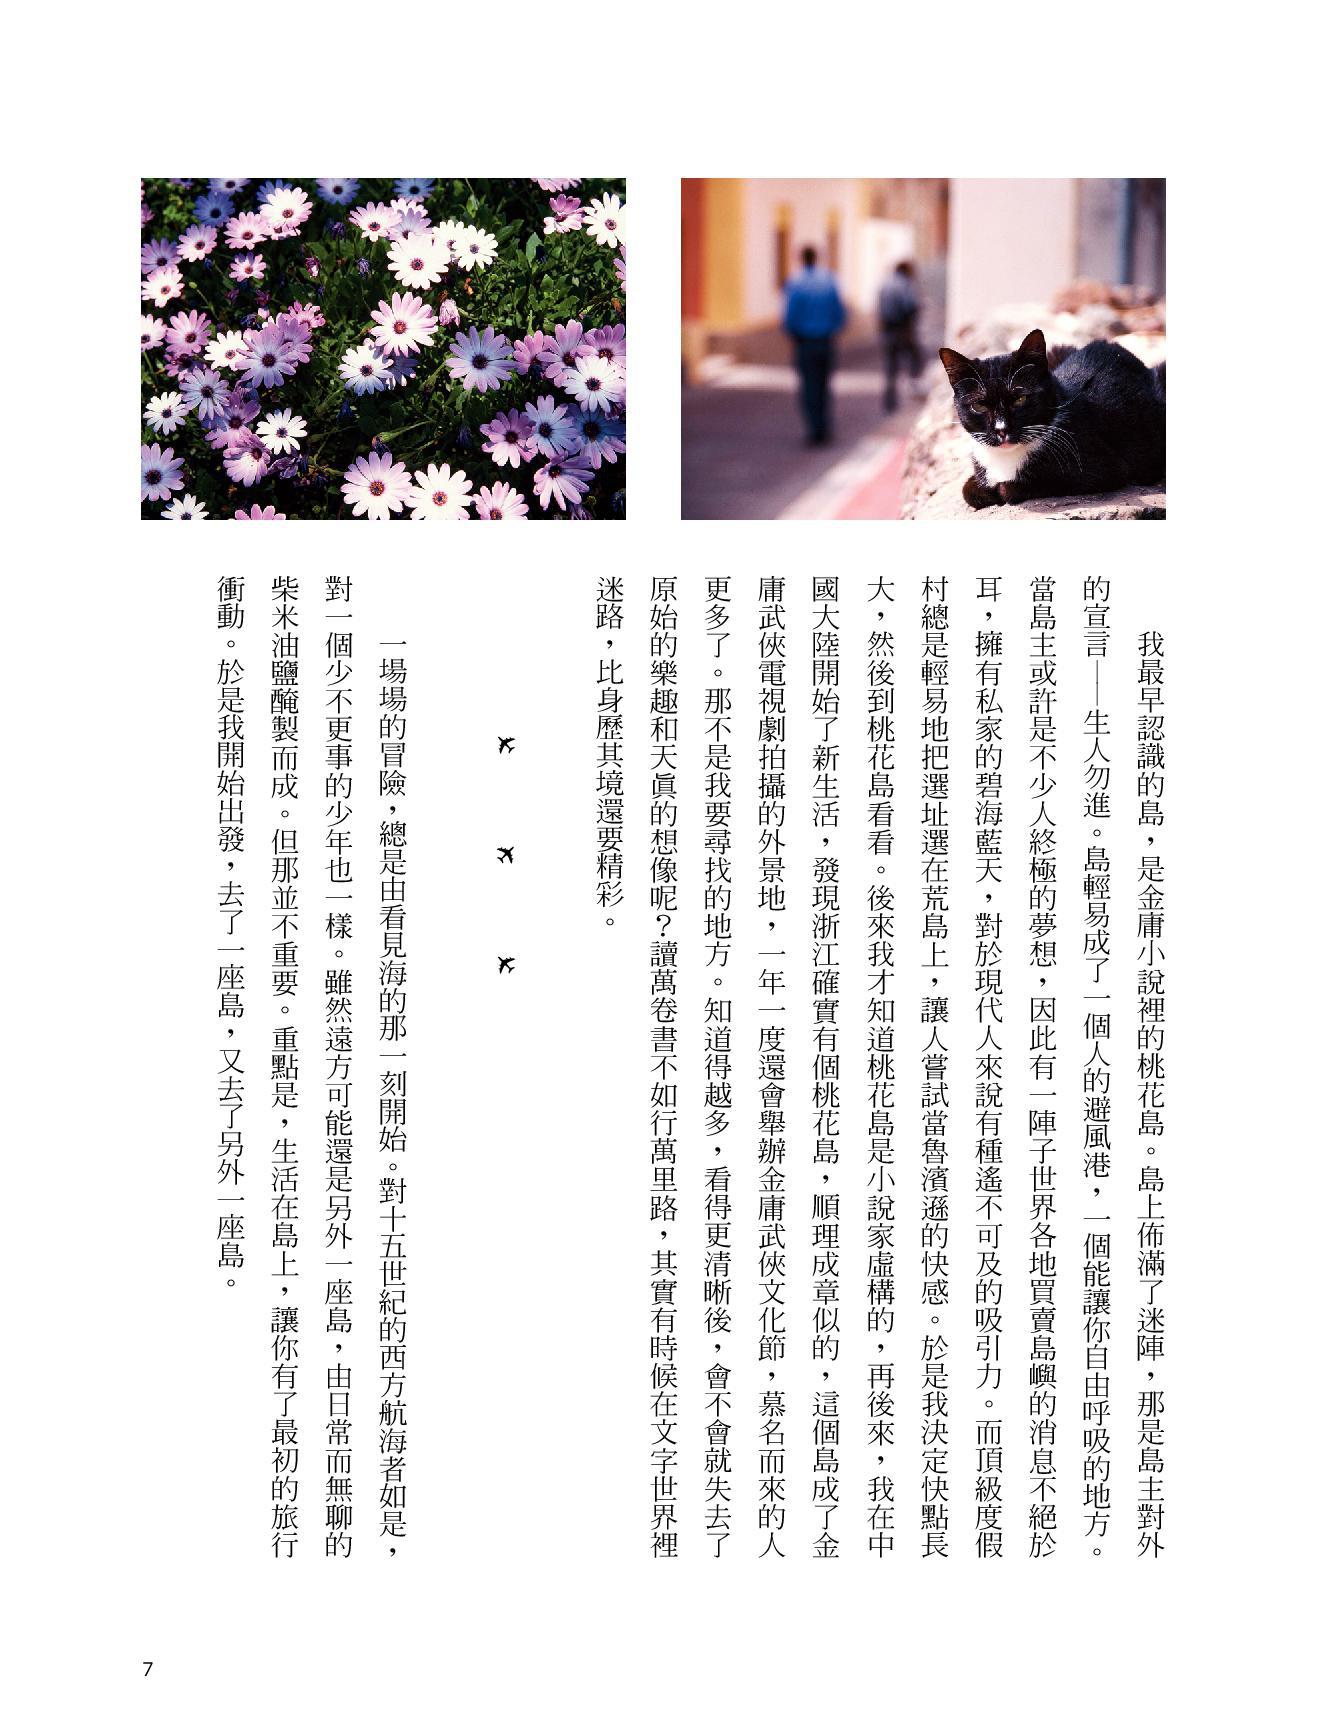 我最早認識的島，是金庸小說裡的桃花島。島上佈滿了迷陣，那是島主對外
的宣言——生人勿進。島輕易成了一個人的避風港，一個能讓你自由呼吸的地方。
當島主或許是不少人終極的夢想，因此有一陣子世界各地買賣島嶼的消息不絕於
耳，擁有私家的碧海藍天，對於現代人來說有種遙不可及的吸引力。而頂級度假
村總是輕易地把選址選在荒島上，讓人嘗試當魯濱遜的快感。於是我決定快點長
大，然後到桃花島看看。後來我才知道桃花島是小說家虛構的，再後來，我在中
國大陸開始了新生活，發現浙江確實有個桃花島，順理成章似的，這個島成了金
庸武俠電視劇拍攝的外景地，一年一度還會舉辦金庸武俠文化節，慕名而來的人
更多了。那不是我要尋找的地方。知道得越多，看得更清晰後，會不會就失去了
原始的樂趣和天真的想像呢？讀萬卷書不如行萬里路，其實有時候在文字世界裡
迷路，比身歷其境還要精彩。
一場場的冒險，總是由看見海的那一刻開始。對十五世紀的西方航海者如是，
對一個少不更事的少年也一樣。雖然遠方可能還是另外一座島，由日常而無聊的
柴米油鹽醃製而成。但那並不重要。重點是，生活在島上，讓你有了最初的旅行
衝動。於是我開始出發，去了一座島，又去了另外一座島。
7